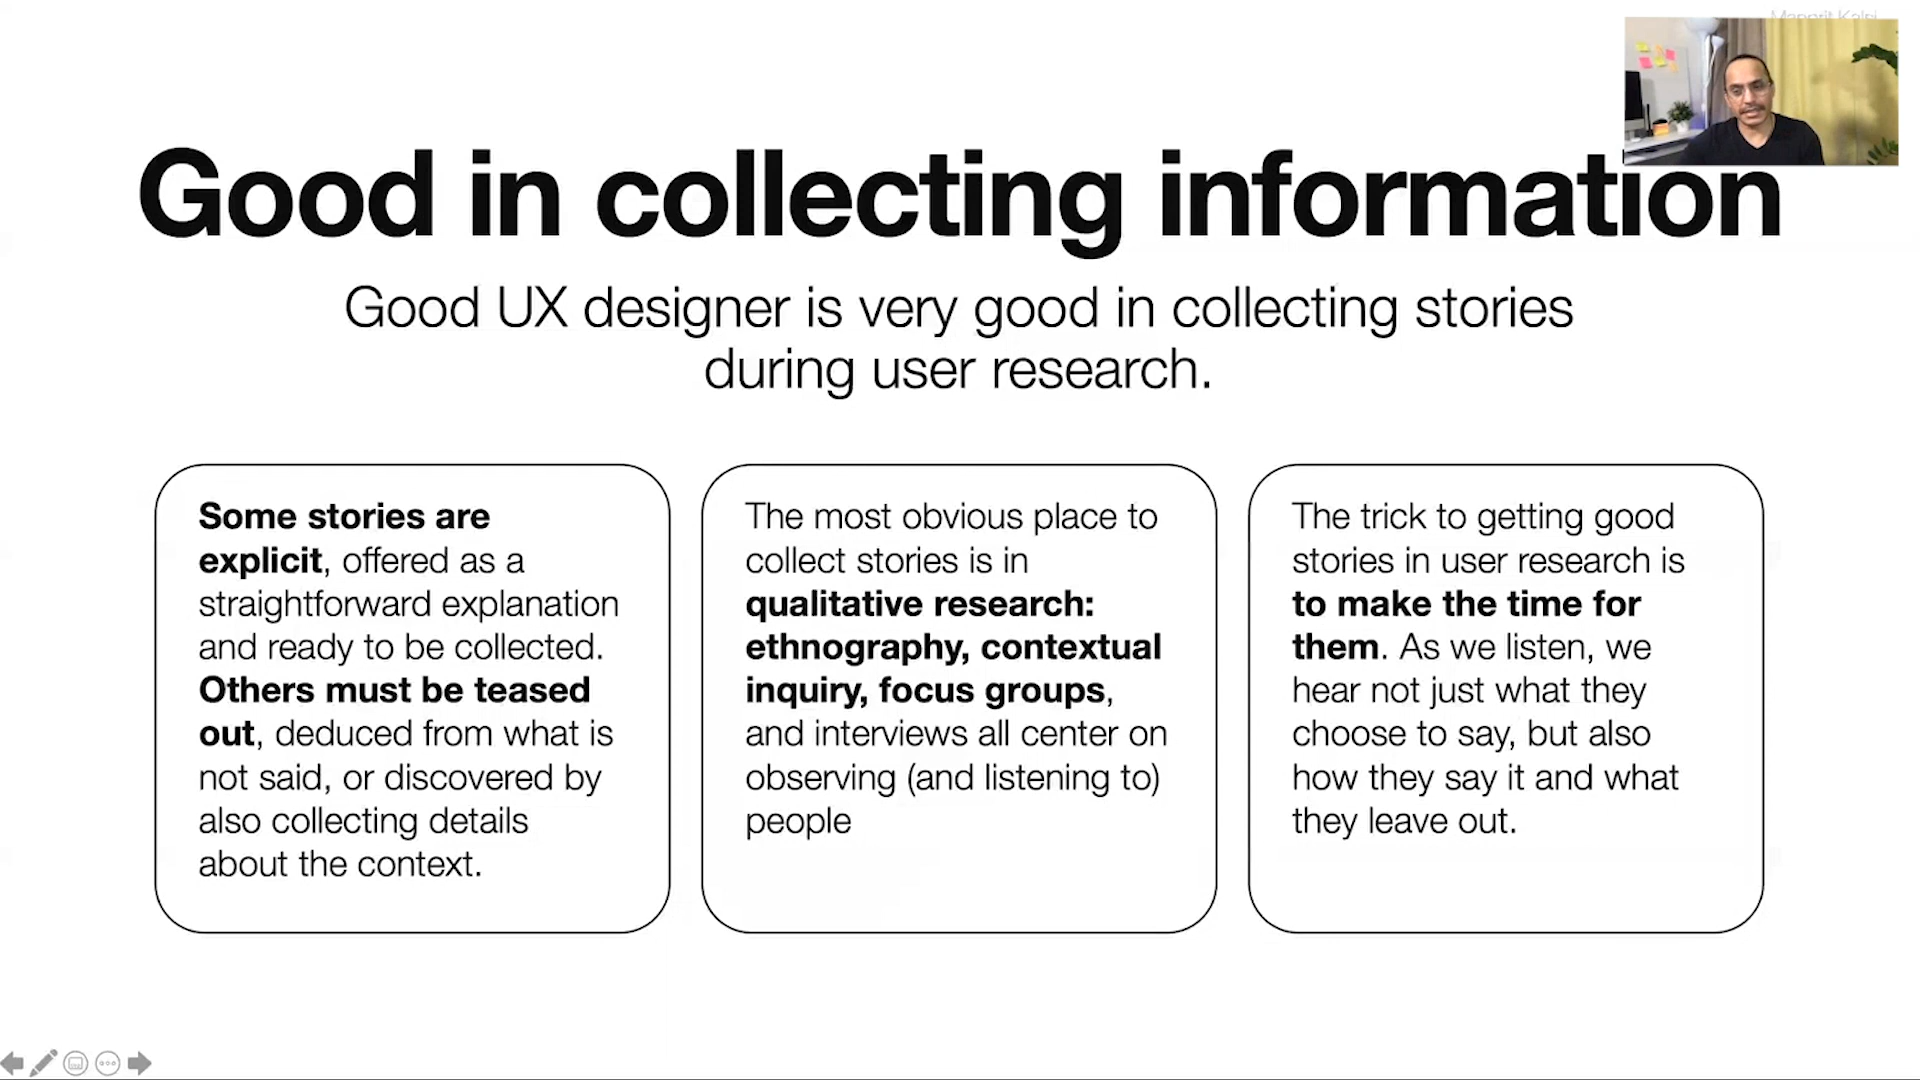 Good in collecting information
Good UX designer is very good in collecting stories
during user research.
Some stories are
explicit, offered as a
straightforward explanation
and ready to be collected.
Others must be teased
out, deduced from what is
not said, or discovered by
also collecting details
about the context.
The most obvious place to
collect stories is in
qualitative research:
ethnography, contextual
inquiry, focus groups,
and interviews all center on
observing (and listening to)
people
The trick to getting good
stories in user research is
to make the time for
them. As we listen, we
hear not just what they
choose to say, but also
how they say it and what
they leave out.